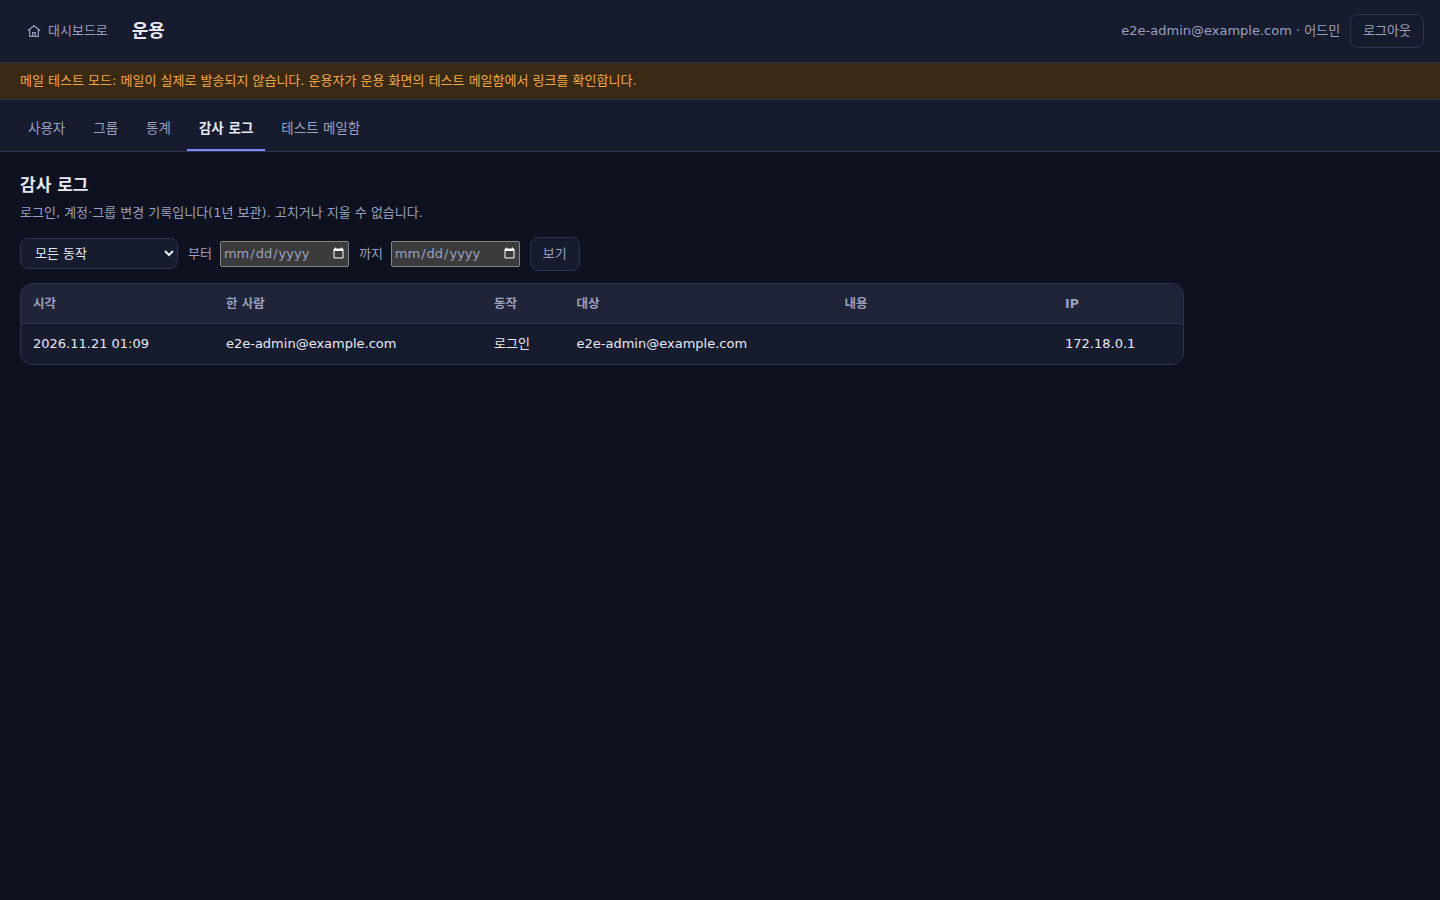 대시보드로 운용 e2e-admin@example.com · 어드민 로그아웃
메일 테스트 모드: 메일이 실제로 발송되지 않습니다. 운용자가 운용 화면의 테스트 메일함에서 링크를 확인합니다.
사용자 그룹 통계 감사 로그 테스트 메일함
감사 로그
로그인, 계정·그룹 변경 기록입니다(1년 보관). 고치거나 지울 수 없습니다.
모든 동작 부터 mm/dd/yyyy 까지 mm/dd/yyyy 보기
시각 한 사람 동작 대상 내용 IP
2026.11.21 01:09 e2e-admin@example.com 로그인 e2e-admin@example.com 172.18.0.1